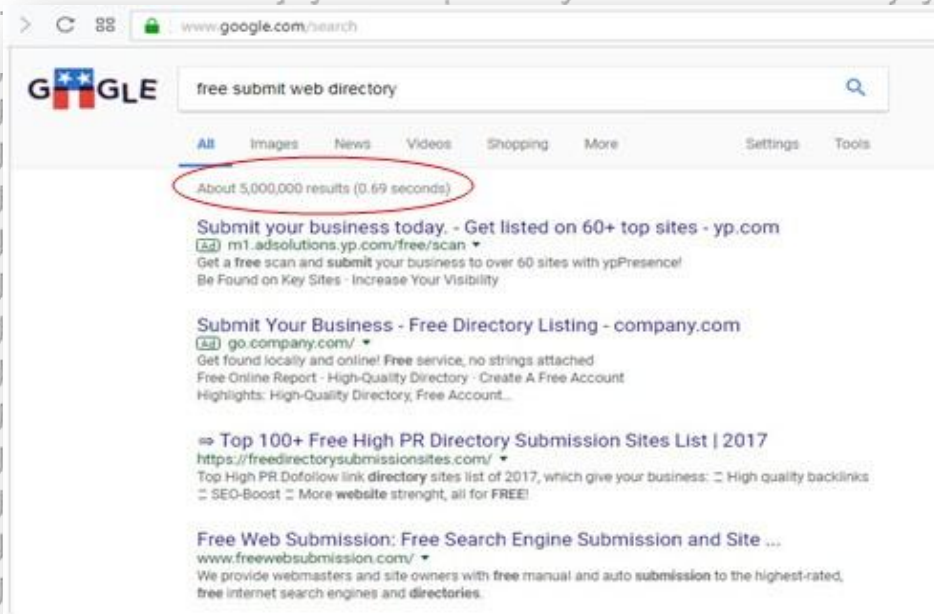 www.google.com/search
GOOGLE
free submit web directory
All Images News Videos Shopping More Settings Tools
About 5,000,000 results (0.69 seconds)
Submit your business today. - Get listed on 60+ top sites - yp.com
Ad m1.adsolutions.yp.com/free/scan
Get a free scan and submit your business to over 60 sites with ypPresence!
Be Found on Key Sites · Increase Your Visibility
Submit Your Business - Free Directory Listing - company.com
Ad go.company.com/
Get found locally and online! Free service, no strings attached
Free Online Report · High-Quality Directory · Create A Free Account
Highlights: High-Quality Directory, Free Account...
⇒ Top 100+ Free High PR Directory Submission Sites List | 2017
https://freedirectorysubmissionsites.com/
Top High PR Dofollow link directory sites list of 2017, which give your business: :: High quality backlinks
:: SEO-Boost :: More website strenght, all for FREE!
Free Web Submission: Free Search Engine Submission and Site ...
www.freewebsubmission.com/
We provide webmasters and site owners with free manual and auto submission to the highest-rated,
free internet search engines and directories.